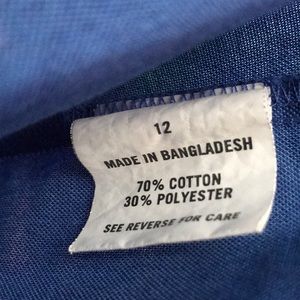 12
MADE IN BANGLADESH
70% COTTON
30% POLYESTER
SEE REVERSE FOR CARE